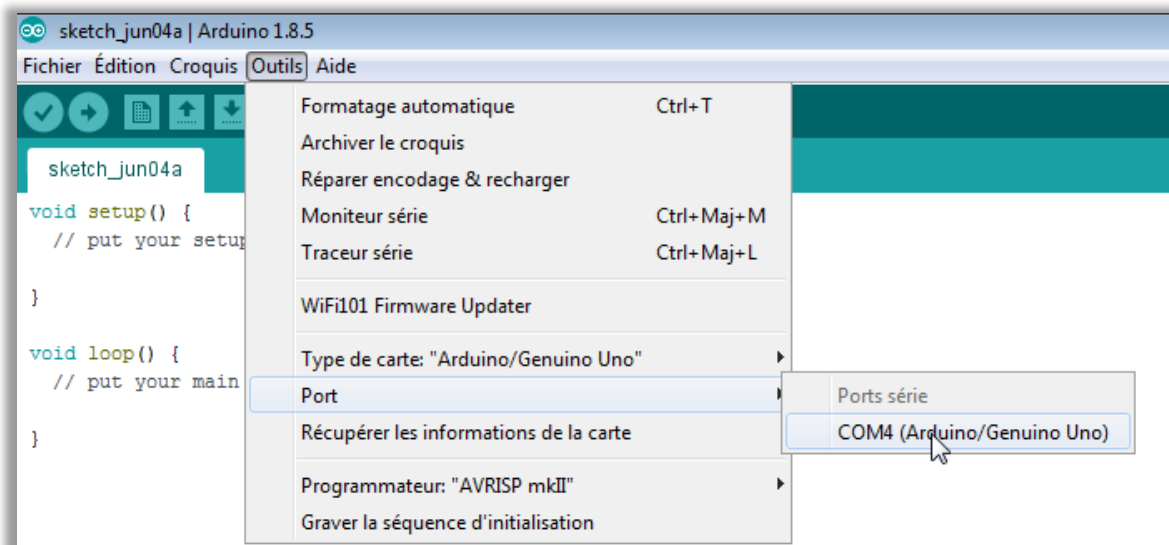 sketch_jun04a | Arduino 1.8.5
Fichier Édition Croquis Outils Aide
Formatage automatique Ctrl+T
Archiver le croquis
Réparer encodage & recharger
Moniteur série Ctrl+Maj+M
Traceur série Ctrl+Maj+L
WiFi101 Firmware Updater
Type de carte: "Arduino/Genuino Uno"
Port
Récupérer les informations de la carte
Programmateur: "AVRISP mkII"
Graver la séquence d'initialisation
Ports série
COM4 (Arduino/Genuino Uno)
sketch_jun04a
void setup() {
// put your setup
}
void loop() {
// put your main
}